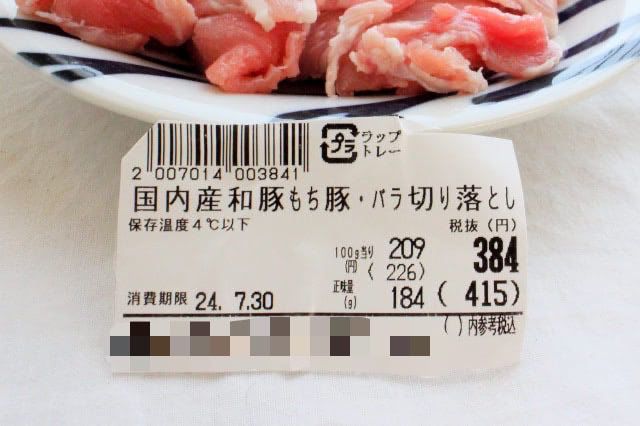 プラ
ラップ
トレー
2 007014 003841
国内産和豚もち豚・バラ切り落とし
保存温度4℃以下
税抜(円)
100g当り(円) 209 384
(226)
正味量(g) 184 (415)
消費期限 24. 7.30
( )内参考税込